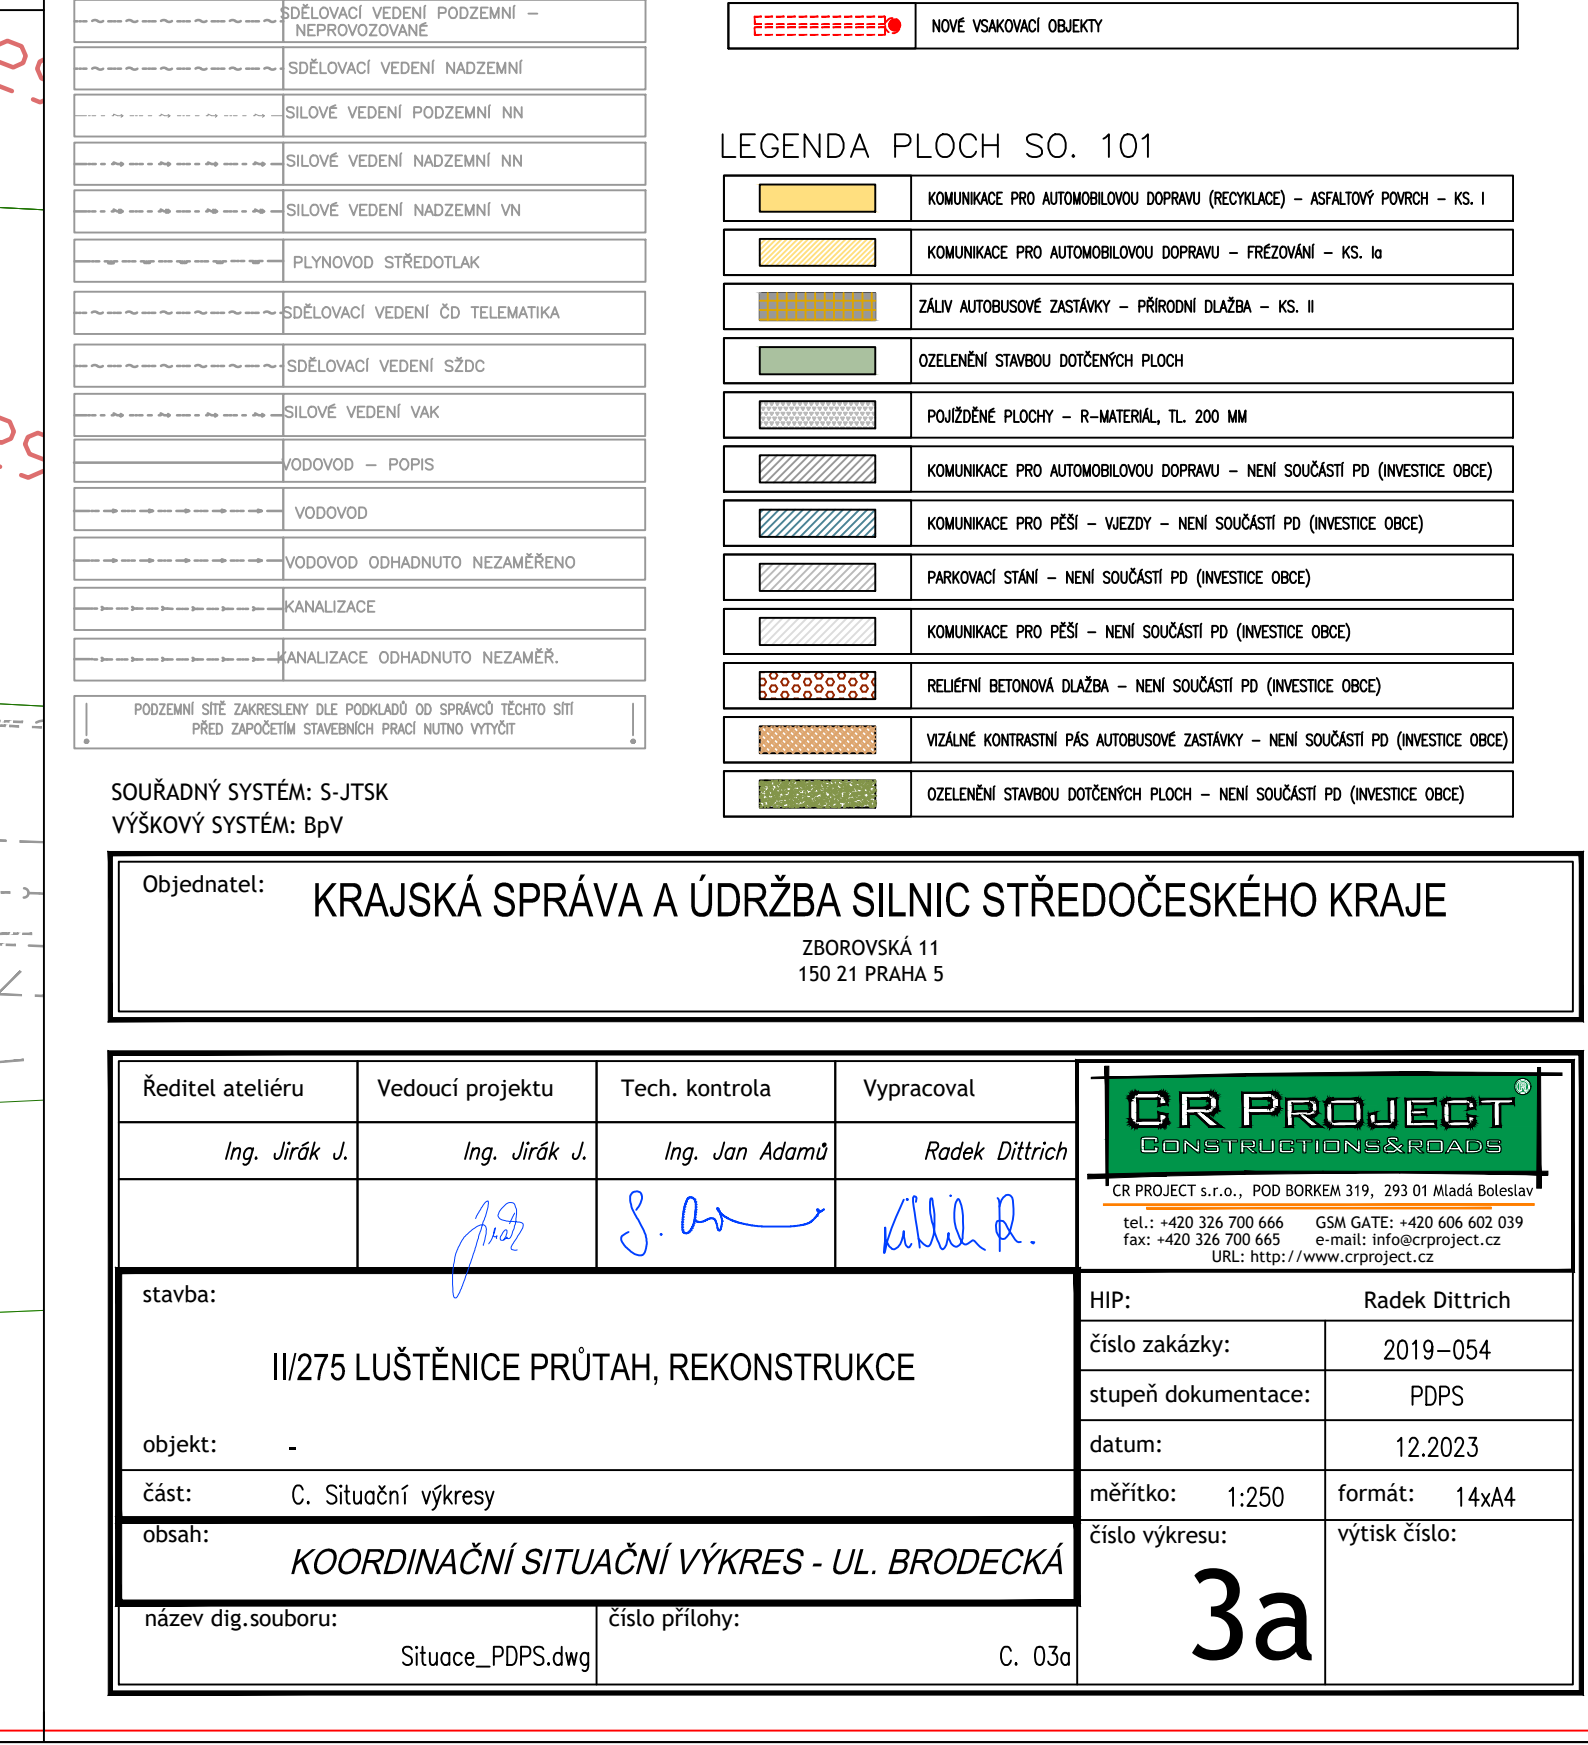 SDĚLOVACÍ VEDENÍ PODZEMNÍ –
NEPROVOZOVANÉ
SDĚLOVACÍ VEDENÍ NADZEMNÍ
SILOVÉ VEDENÍ PODZEMNÍ NN
SILOVÉ VEDENÍ NADZEMNÍ NN
SILOVÉ VEDENÍ NADZEMNÍ VN
PLYNOVOD STŘEDOTLAK
SDĚLOVACÍ VEDENÍ ČD TELEMATIKA
SDĚLOVACÍ VEDENÍ SŽDC
SILOVÉ VEDENÍ VAK
VODOVOD – POPIS
VODOVOD
VODOVOD ODHADNUTO NEZAMĚŘENO
KANALIZACE
KANALIZACE ODHADNUTO NEZAMĚŘ.
! PODZEMNÍ SÍTĚ ZAKRESLENY DLE PODKLADŮ OD SPRÁVCŮ TĚCHTO SÍTÍ !
PŘED ZAPOČETÍM STAVEBNÍCH PRACÍ NUTNO VYTYČIT
SOUŘADNÝ SYSTÉM: S-JTSK
VÝŠKOVÝ SYSTÉM: BpV
NOVÉ VSAKOVACÍ OBJEKTY
LEGENDA PLOCH SO. 101
KOMUNIKACE PRO AUTOMOBILOVOU DOPRAVU (RECYKLACE) – ASFALTOVÝ POVRCH – KS. I
KOMUNIKACE PRO AUTOMOBILOVOU DOPRAVU – FRÉZOVÁNÍ – KS. Ia
ZÁLIV AUTOBUSOVÉ ZASTÁVKY – PŘÍRODNÍ DLAŽBA – KS. II
OZELENĚNÍ STAVBOU DOTČENÝCH PLOCH
POJÍŽDĚNÉ PLOCHY – R–MATERIÁL, TL. 200 MM
KOMUNIKACE PRO AUTOMOBILOVOU DOPRAVU – NENÍ SOUČÁSTÍ PD (INVESTICE OBCE)
KOMUNIKACE PRO PĚŠÍ – VJEZDY – NENÍ SOUČÁSTÍ PD (INVESTICE OBCE)
PARKOVACÍ STÁNÍ – NENÍ SOUČÁSTÍ PD (INVESTICE OBCE)
KOMUNIKACE PRO PĚŠÍ – NENÍ SOUČÁSTÍ PD (INVESTICE OBCE)
RELIÉFNÍ BETONOVÁ DLAŽBA – NENÍ SOUČÁSTÍ PD (INVESTICE OBCE)
VIZÁLNĚ KONTRASTNÍ PÁS AUTOBUSOVÉ ZASTÁVKY – NENÍ SOUČÁSTÍ PD (INVESTICE OBCE)
OZELENĚNÍ STAVBOU DOTČENÝCH PLOCH – NENÍ SOUČÁSTÍ PD (INVESTICE OBCE)
Objednatel: KRAJSKÁ SPRÁVA A ÚDRŽBA SILNIC STŘEDOČESKÉHO KRAJE
ZBOROVSKÁ 11
150 21 PRAHA 5
Ředitel ateliéru Vedoucí projektu Tech. kontrola Vypracoval
Ing. Jirák J. Ing. Jirák J. Ing. Jan Adamů Radek Dittrich
CR PROJECT®
CONSTRUCTIONS&ROADS
CR PROJECT s.r.o., POD BORKEM 319, 293 01 Mladá Boleslav
tel.: +420 326 700 666 GSM GATE: +420 606 602 039
fax: +420 326 700 665 e-mail: info@crproject.cz
URL: http://www.crproject.cz
stavba:
II/275 LUŠTĚNICE PRŮTAH, REKONSTRUKCE
objekt: -
část: C. Situační výkresy
obsah:
KOORDINAČNÍ SITUAČNÍ VÝKRES - UL. BRODECKÁ
název dig.souboru: číslo přílohy:
Situace_PDPS.dwg C. 03a
HIP: Radek Dittrich
číslo zakázky: 2019–054
stupeň dokumentace: PDPS
datum: 12.2023
měřítko: 1:250 formát: 14xA4
číslo výkresu: výtisk číslo:
3a